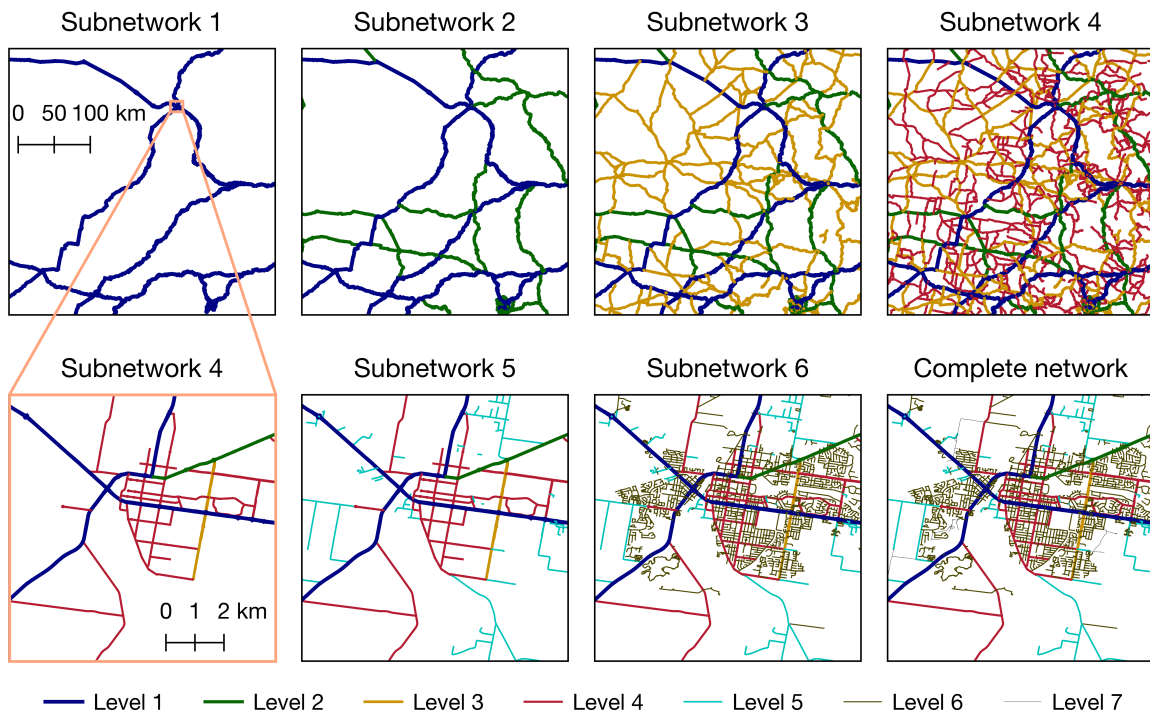 Subnetwork 1
Subnetwork 2
Subnetwork 3
Subnetwork 4
0 50 100 km
Subnetwork 4
Subnetwork 5
Subnetwork 6
Complete network
0 1 2 km
Level 1
Level 2
Level 3
Level 4
Level 5
Level 6
Level 7